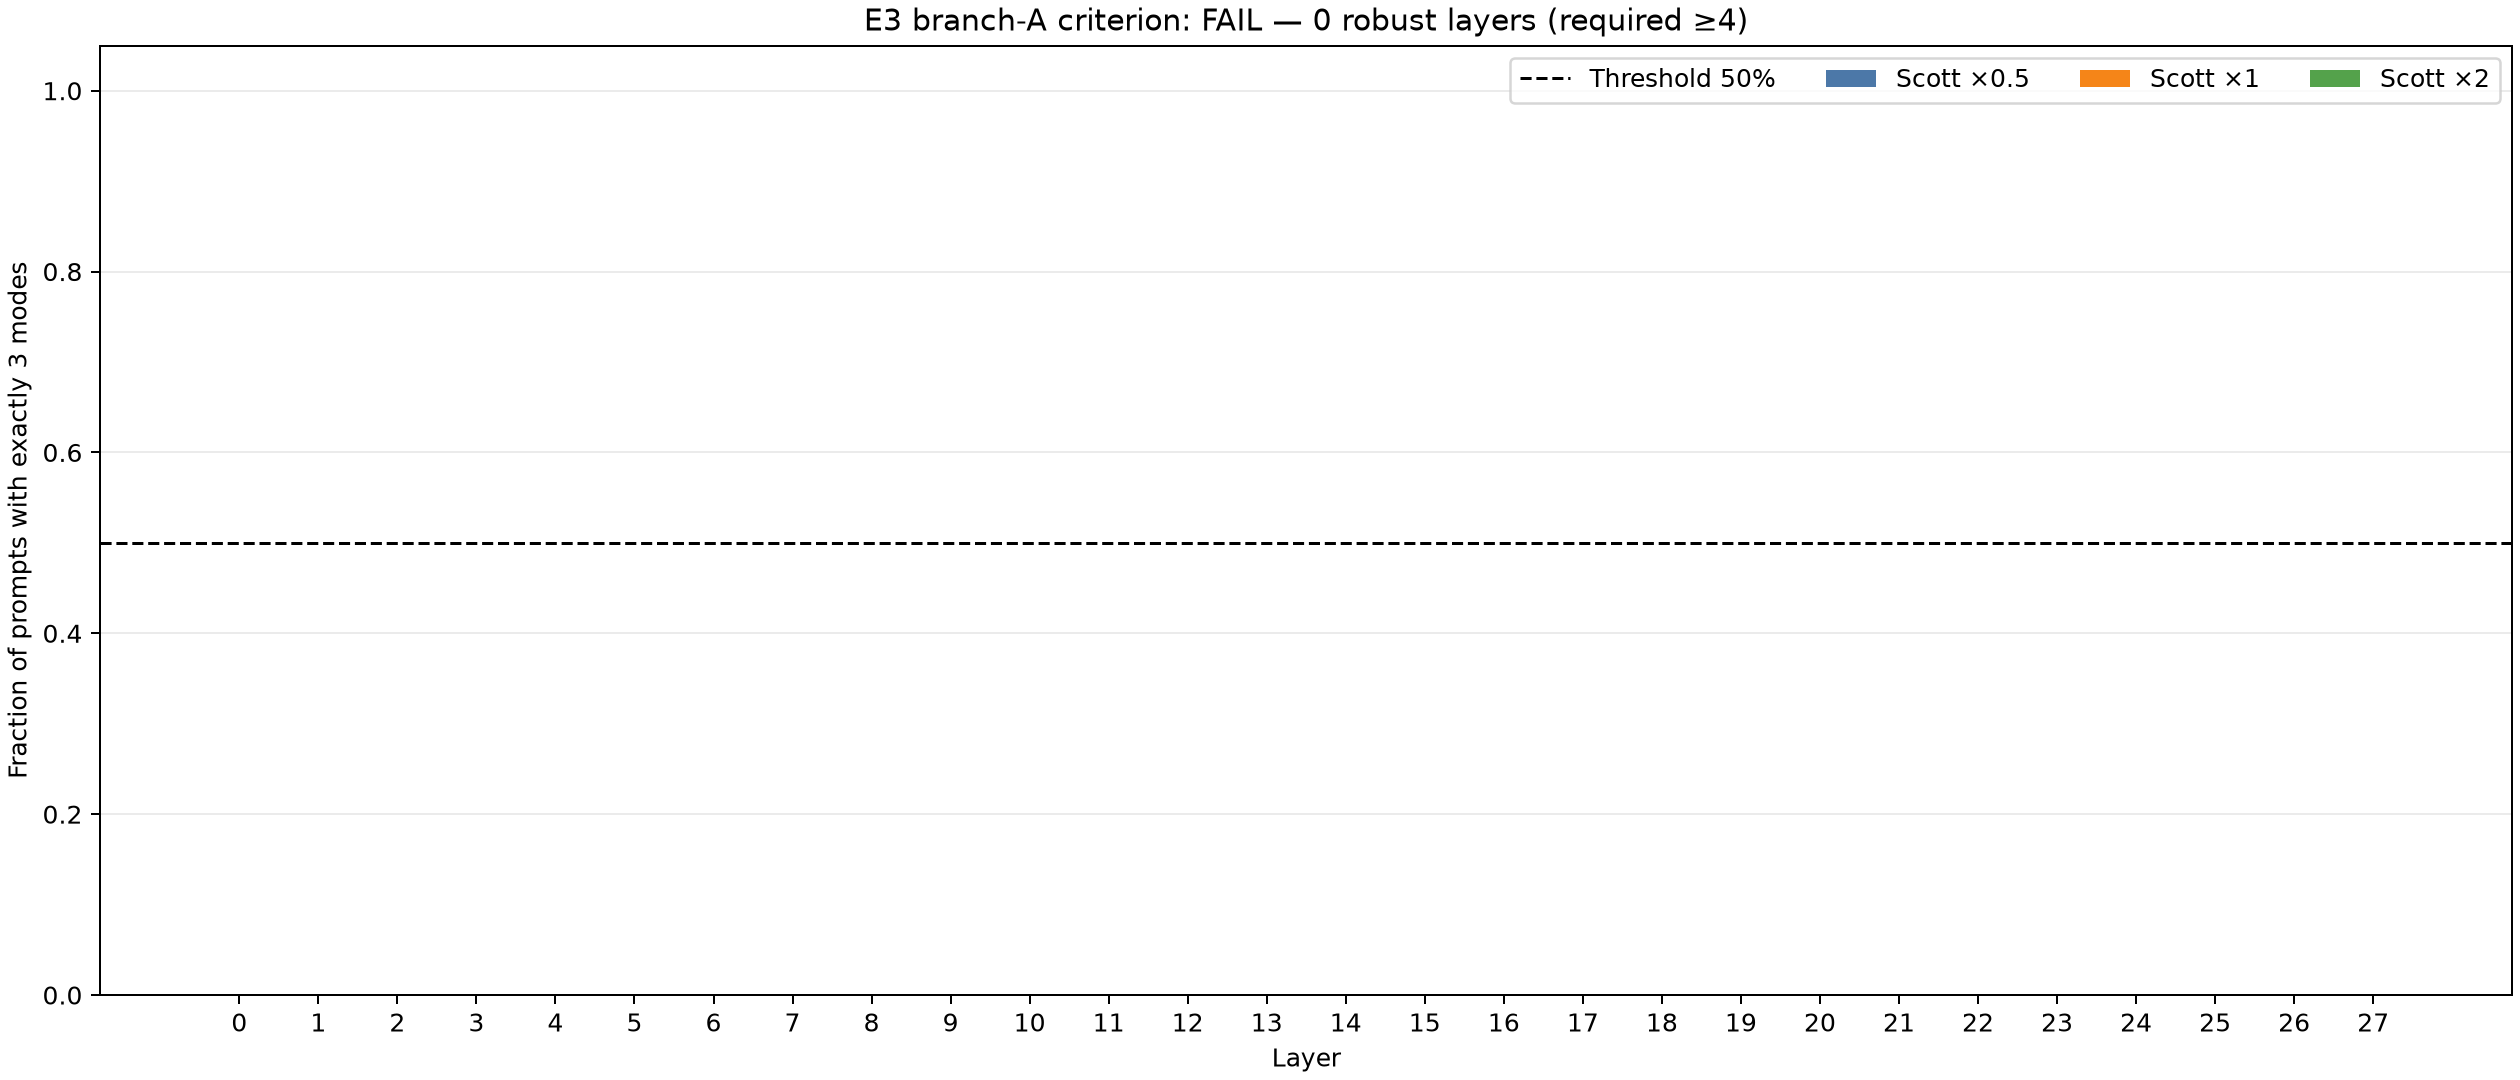 E3 branch-A criterion: FAIL — 0 robust layers (required ≥4)
Threshold 50% Scott ×0.5 Scott ×1 Scott ×2
Fraction of prompts with exactly 3 modes
1.0
0.8
0.6
0.4
0.2
0.0
0 1 2 3 4 5 6 7 8 9 10 11 12 13 14 15 16 17 18 19 20 21 22 23 24 25 26 27
Layer